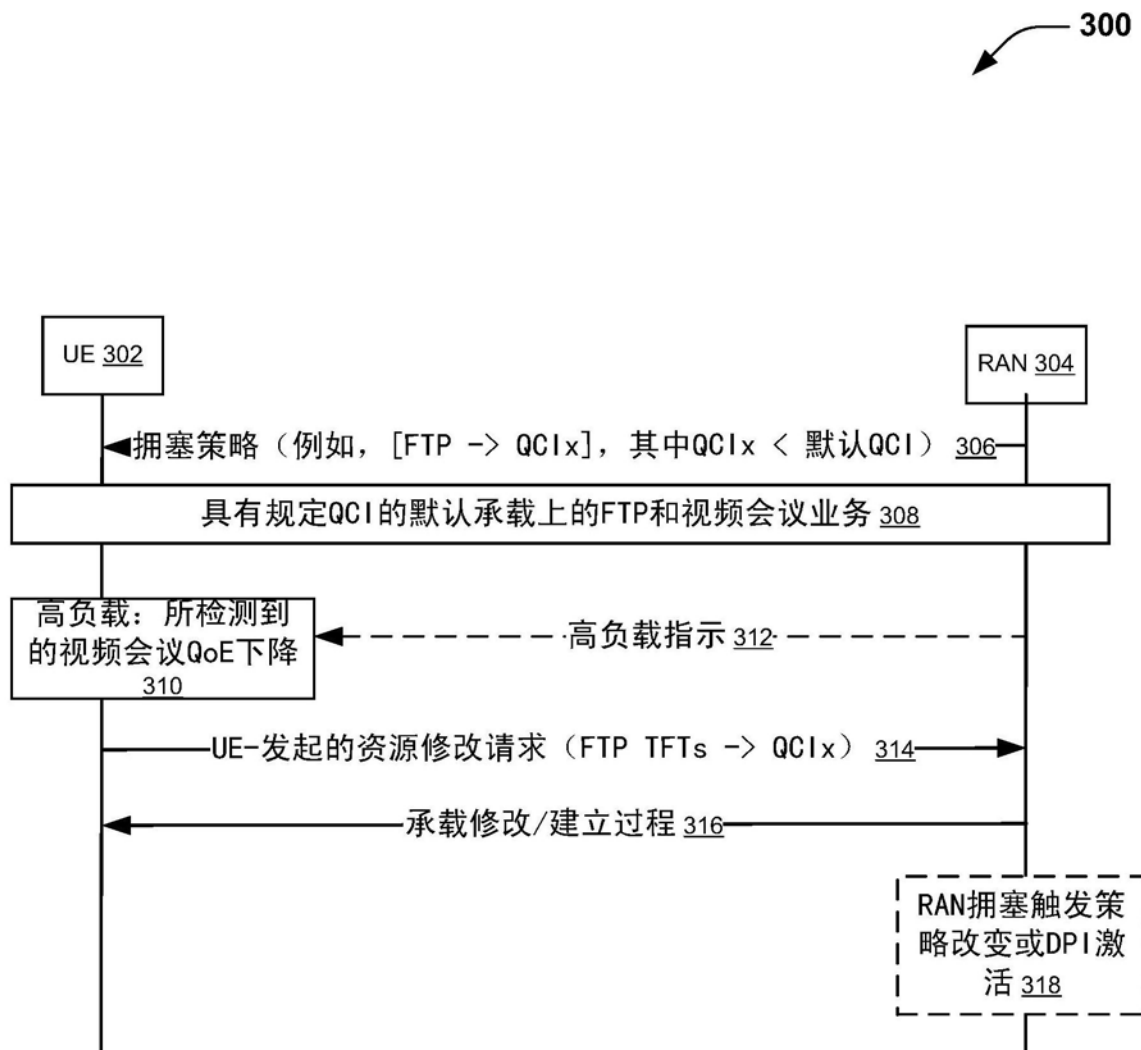 300
UE 302
RAN 304
拥塞策略（例如，[FTP -> QCIx]，其中QCIx < 默认QCI）306
具有规定QCI的默认承载上的FTP和视频会议业务 308
高负载：所检测到
的视频会议QoE下降
310
高负载指示 312
UE-发起的资源修改请求（FTP TFTs -> QCIx）314
承载修改/建立过程 316
RAN拥塞触发策
略改变或DPI激
活 318